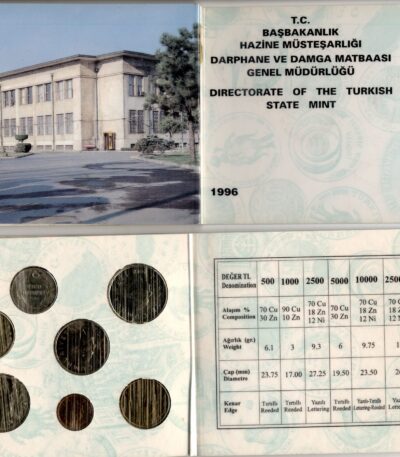 T.C.
BAŞBAKANLIK
HAZİNE MÜSTEŞARLIĞI
DARPHANE VE DAMGA MATBAASI
GENEL MÜDÜRLÜĞÜ
DIRECTORATE OF THE TURKISH
STATE MINT
1996
DEĞER TL 500 1000 2500 5000 10000
Denomination
Alaşım % 70 Cu 90 Cu 70 Cu 70 Cu 70 Cu
Composition 30 Zn 10 Zn 18 Zn 18 Zn 18 Zn
12 Ni 12 Ni 12 Ni
Ağırlık (gr.) 6.1 3 9.3 6 9.75
Weight
Çap (mm) 23.75 17.00 27.25 19.50 23.50
Diametre
Kenar Tırtıllı Tırtıllı Yazılı Tırtıllı Yazılı-Tırtıllı
Edge Reeded Reeded Lettering Reeded Lettering-Reeded